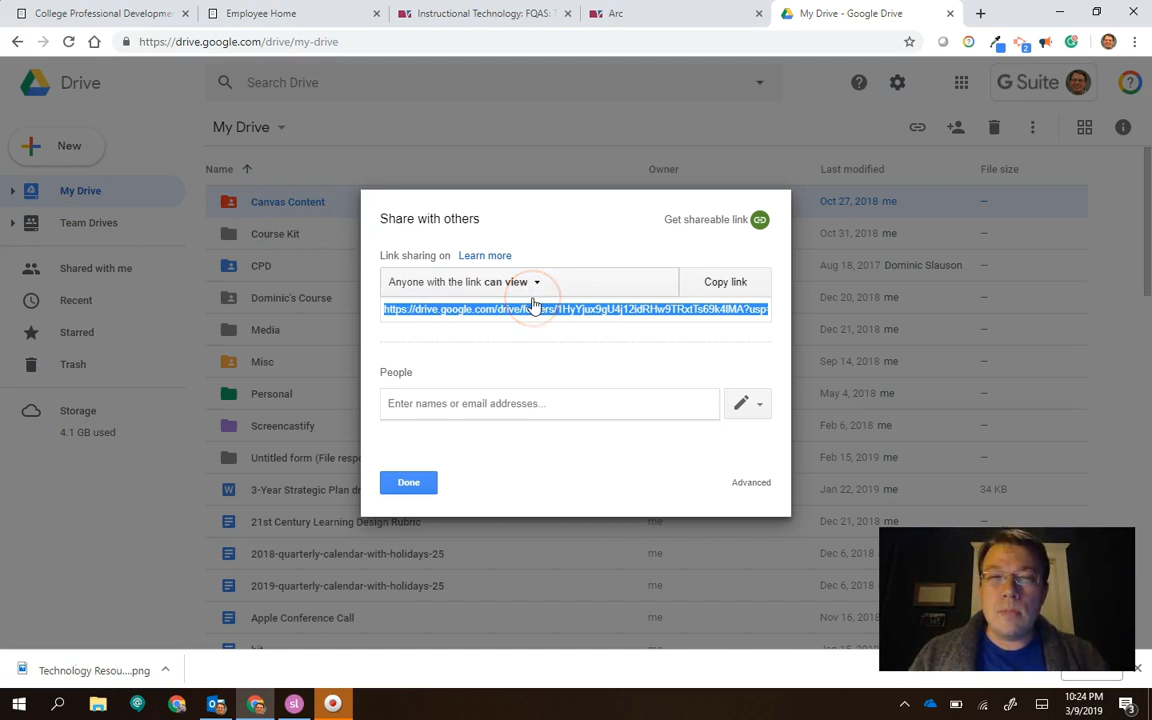 College Professional Developmen
Employee Home
Instructional Technology: FQAS: T
Arc
My Drive - Google Drive
https://drive.google.com/drive/my-drive
2
Drive
Search Drive
G Suite
New
My Drive
Name
Owner
Last modified
File size
My Drive
Team Drives
Shared with me
Recent
Starred
Trash
Storage
4.1 GB used
Canvas Content
Oct 27, 2018 me
–
Course Kit
Oct 31, 2018 me
–
CPD
Aug 18, 2017 Dominic Slauson
–
Dominic's Course
Dec 6, 2018 me
–
Media
Dec 21, 2018 me
–
Misc
Sep 14, 2018 me
–
Personal
May 4, 2018 me
–
Screencastify
Feb 6, 2018 me
–
Untitled form (File respo
Feb 15, 2019 me
–
3-Year Strategic Plan dr
Jan 22, 2019 me
34 KB
21st Century Learning Design Rubric
me
Dec 21, 2018 me
–
2018-quarterly-calendar-with-holidays-25
me
Dec 6, 2018
2019-quarterly-calendar-with-holidays-25
me
Dec 6, 2018
Apple Conference Call
me
Nov 16, 201
Share with others
Get shareable link
Link sharing on Learn more
Anyone with the link can view
Copy link
People
Enter names or email addresses...
Done
Advanced
Technology Resou....png
sl
10:24 PM
3/9/2019
3